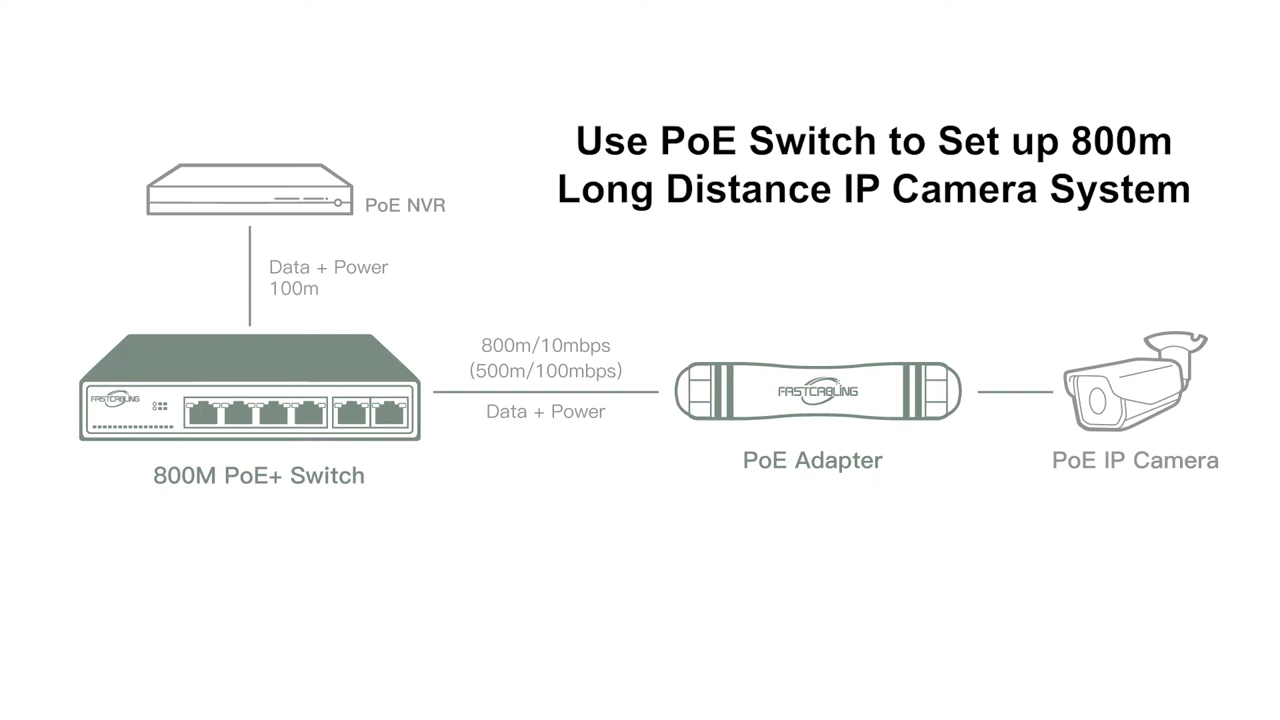 Use PoE Switch to Set up 800m
Long Distance IP Camera System
PoE NVR
Data + Power
100m
800m/10mbps
(500m/100mbps)
Data + Power
FASTCABLING
FASTCABLING
800M PoE+ Switch
PoE Adapter
PoE IP Camera